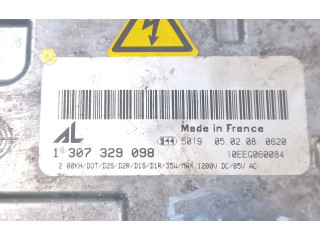 AL
Made in France
5019 05.02 08 0620
1 307 329 098
10EEG060084
2 00KH/DOT/D2S/D2R/D1S/D1R/35W/MAX 1200V DC/85V AC